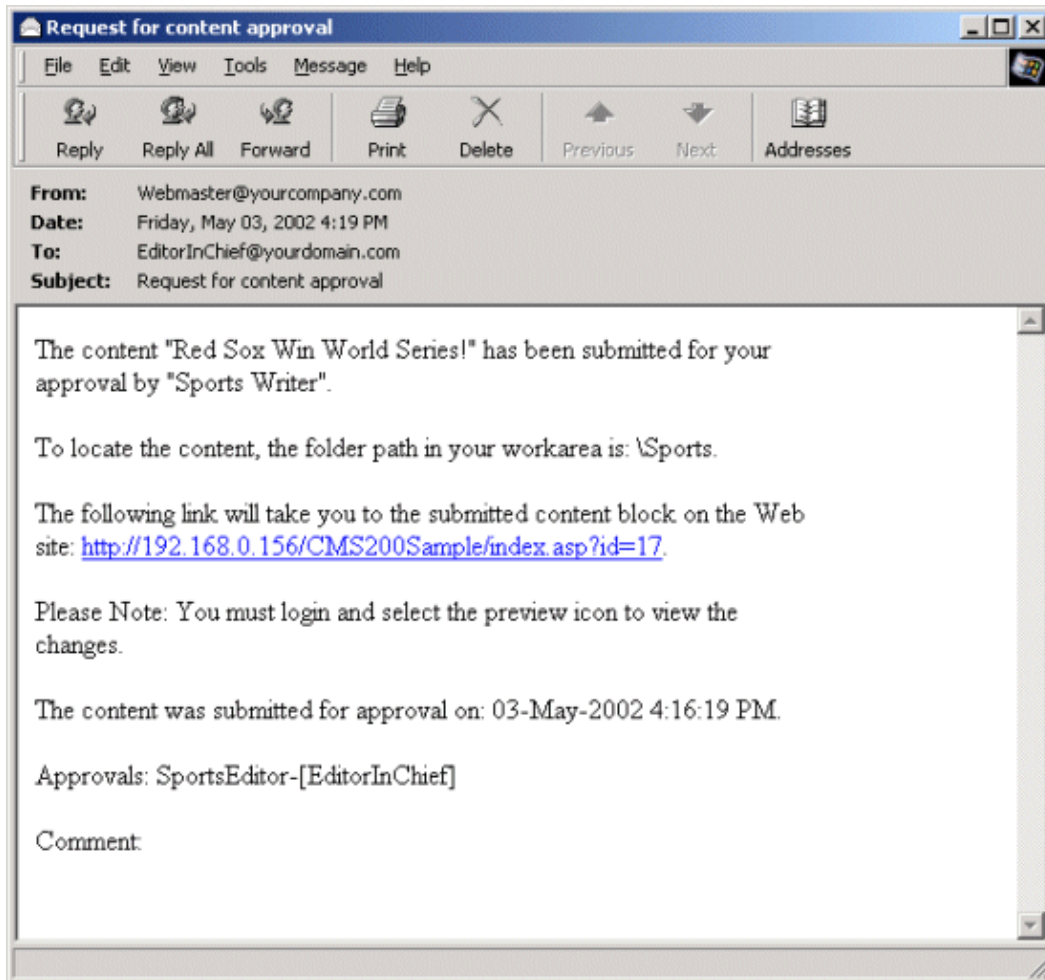 Request for content approval
File Edit View Tools Message Help
Reply Reply All Forward Print Delete Previous Next Addresses
From: Webmaster@yourcompany.com
Date: Friday, May 03, 2002 4:19 PM
To: EditorInChief@yourdomain.com
Subject: Request for content approval
The content "Red Sox Win World Series!" has been submitted for your
approval by "Sports Writer".
To locate the content, the folder path in your workarea is: \Sports.
The following link will take you to the submitted content block on the Web
site: http://192.168.0.156/CMS200Sample/index.asp?id=17.
Please Note: You must login and select the preview icon to view the
changes.
The content was submitted for approval on: 03-May-2002 4:16:19 PM.
Approvals: SportsEditor-[EditorInChief]
Comment: